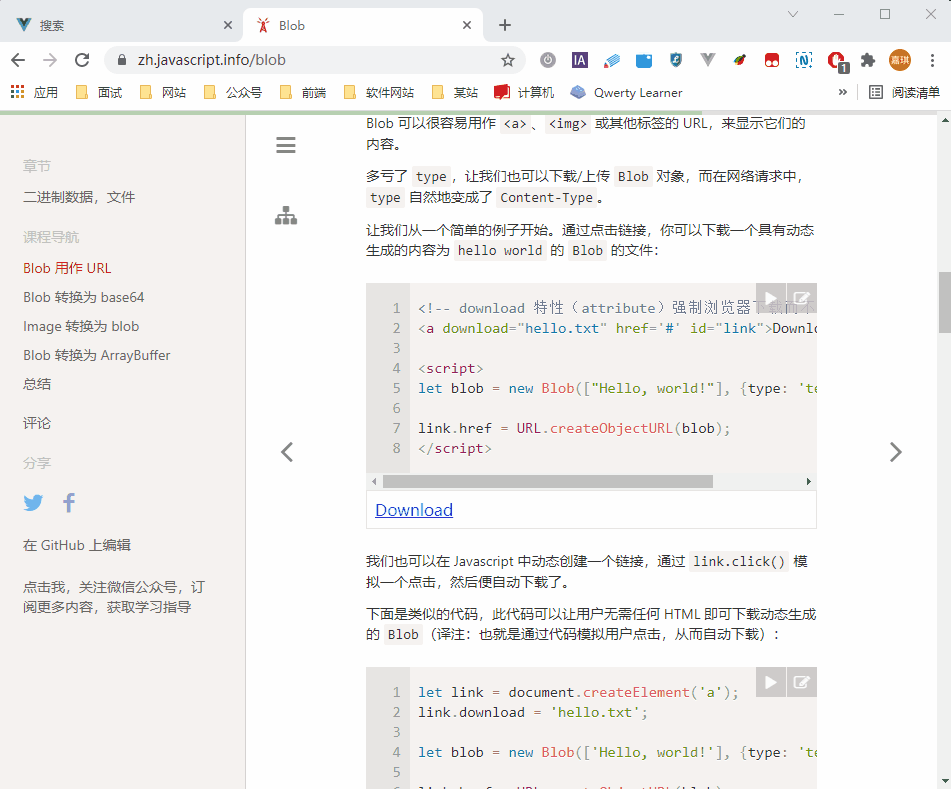 搜索
Blob
zh.javascript.info/blob
IA
N
1
嘉琪
应用
面试
网站
公众号
前端
软件网站
某站
计算机
Qwerty Learner
»
阅读清单
章节
二进制数据，文件
课程导航
Blob 用作 URL
Blob 转换为 base64
Image 转换为 blob
Blob 转换为 ArrayBuffer
总结
评论
分享
在 GitHub 上编辑
点击我，关注微信公众号，订
阅更多内容，获取学习指导
Blob 可以很容易用作 <a> 、 <img> 或其他标签的 URL，来显示它们的
内容。
多亏了 type ，让我们也可以下载/上传 Blob 对象，而在网络请求中，
type 自然地变成了 Content-Type 。
让我们从一个简单的例子开始。通过点击链接，你可以下载一个具有动态
生成的内容为 hello world 的 Blob 的文件：
1 <!-- download 特性（attribute）强制浏览器下载而不
2 <a download="hello.txt" href='#' id="link">Downlo
3
4 <script>
5 let blob = new Blob(["Hello, world!"], {type: 'te
6
7 link.href = URL.createObjectURL(blob);
8 </script>
Download
我们也可以在 Javascript 中动态创建一个链接，通过 link.click() 模
拟一个点击，然后便自动下载了。
下面是类似的代码，此代码可以让用户无需任何 HTML 即可下载动态生成
的 Blob （译注：也就是通过代码模拟用户点击，从而自动下载）：
1 let link = document.createElement('a');
2 link.download = 'hello.txt';
3
4 let blob = new Blob(['Hello, world!'], {type: 'te
5